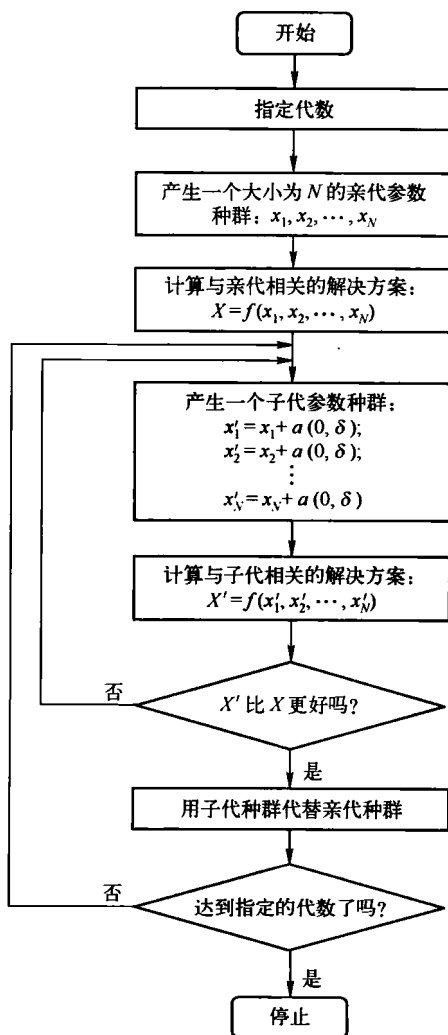 开始
指定代数
产生一个大小为 N 的亲代参数
种群：x₁, x₂, ···, x_N
计算与亲代相关的解决方案：
X = f(x₁, x₂, ···, x_N)
产生一个子代参数种群：
x′₁ = x₁ + a (0, δ);
x′₂ = x₂ + a (0, δ);
⋮
x′_N = x_N + a (0, δ)
计算与子代相关的解决方案：
X′ = f(x′₁, x′₂, ···, x′_N)
否
X′ 比 X 更好吗?
是
用子代种群代替亲代种群
否
达到指定的代数了吗?
是
停止